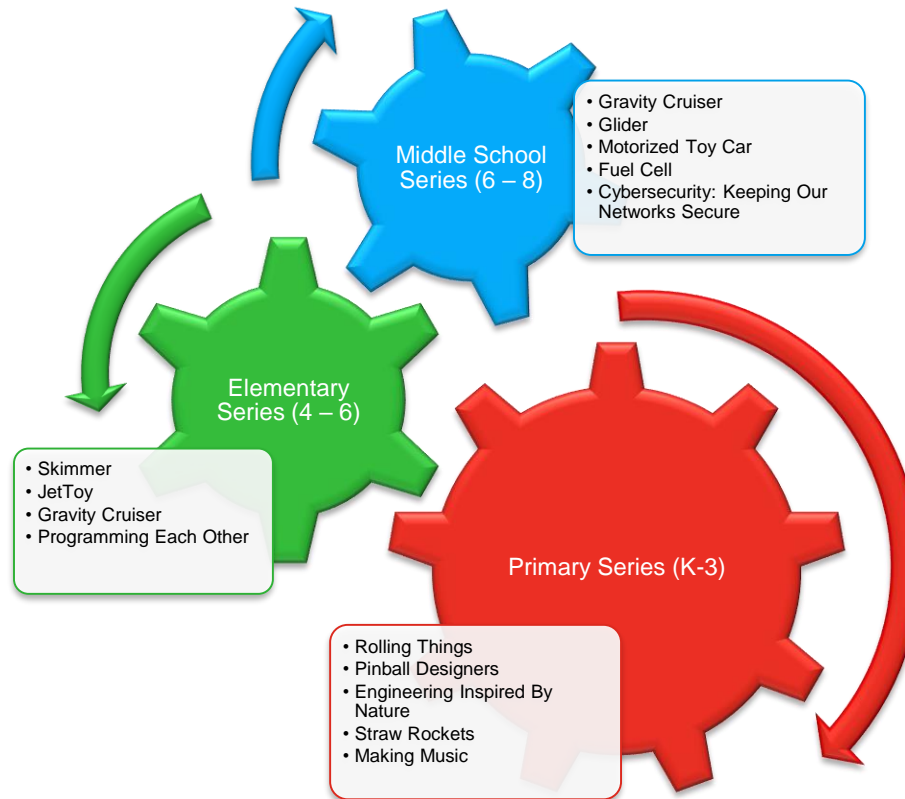 Middle School
Series (6 – 8)
• Gravity Cruiser
• Glider
• Motorized Toy Car
• Fuel Cell
• Cybersecurity: Keeping Our
Networks Secure
Elementary
Series (4 – 6)
• Skimmer
• JetToy
• Gravity Cruiser
• Programming Each Other
Primary Series (K-3)
• Rolling Things
• Pinball Designers
• Engineering Inspired By
Nature
• Straw Rockets
• Making Music